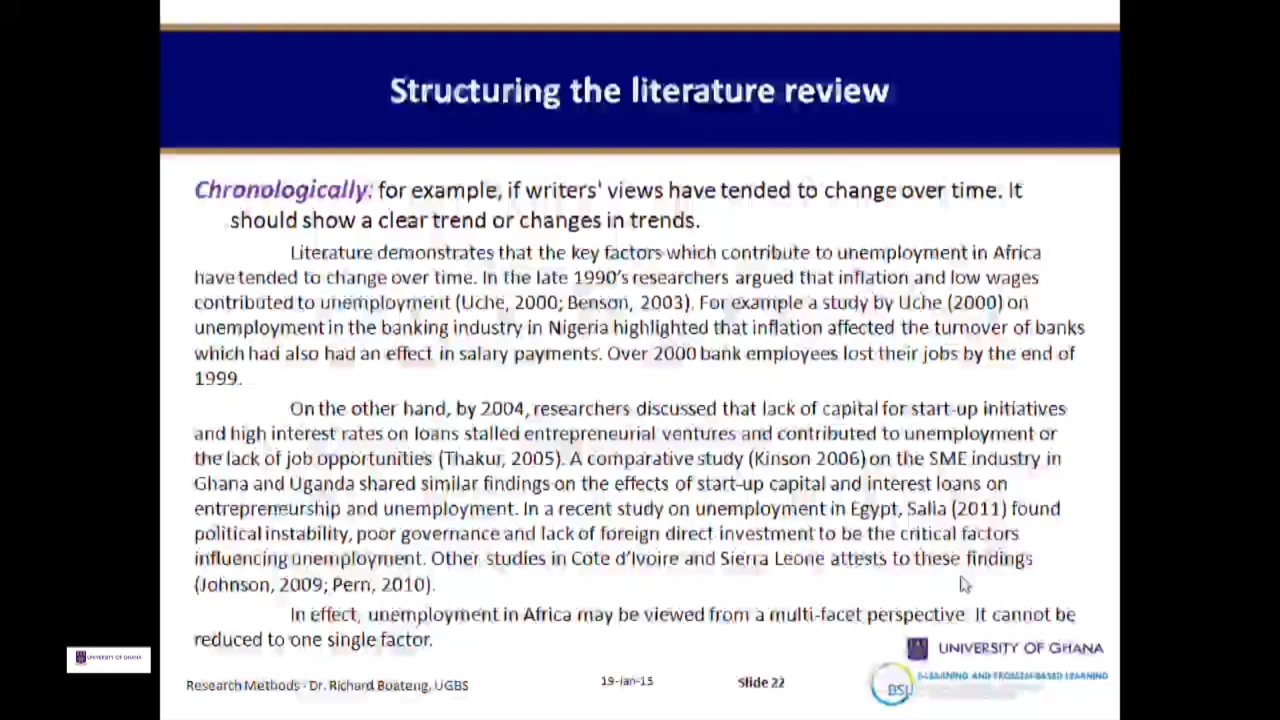 Structuring the literature review
Chronologically: for example, if writers' views have tended to change over time. It
should show a clear trend or changes in trends.
Literature demonstrates that the key factors which contribute to unemployment in Africa
have tended to change over time. In the late 1990's researchers argued that inflation and low wages
contributed to unemployment (Uche, 2000; Benson, 2003). For example a study by Uche (2000) on
unemployment in the banking industry in Nigeria highlighted that inflation affected the turnover of banks
which had also had an effect in salary payments. Over 2000 bank employees lost their jobs by the end of
1999.
On the other hand, by 2004, researchers discussed that lack of capital for start-up initiatives
and high interest rates on loans stalled entrepreneurial ventures and contributed to unemployment or
the lack of job opportunities (Thakur, 2005). A comparative study (Kinson 2006) on the SME industry in
Ghana and Uganda shared similar findings on the effects of start-up capital and interest loans on
entrepreneurship and unemployment. In a recent study on unemployment in Egypt, Salia (2011) found
political instability, poor governance and lack of foreign direct investment to be the critical factors
influencing unemployment. Other studies in Cote d'Ivoire and Sierra Leone attests to these findings
(Johnson, 2009; Pern, 2010).
In effect, unemployment in Africa may be viewed from a multi-facet perspective. It cannot be
reduced to one single factor.
UNIVERSITY OF GHANA
UNIVERSITY OF GHANA
E-LEARNING AND PROBLEM-BASED LEARNING
BSU
Research Methods - Dr. Richard Boateng, UGBS
19-Jan-15
Slide 22